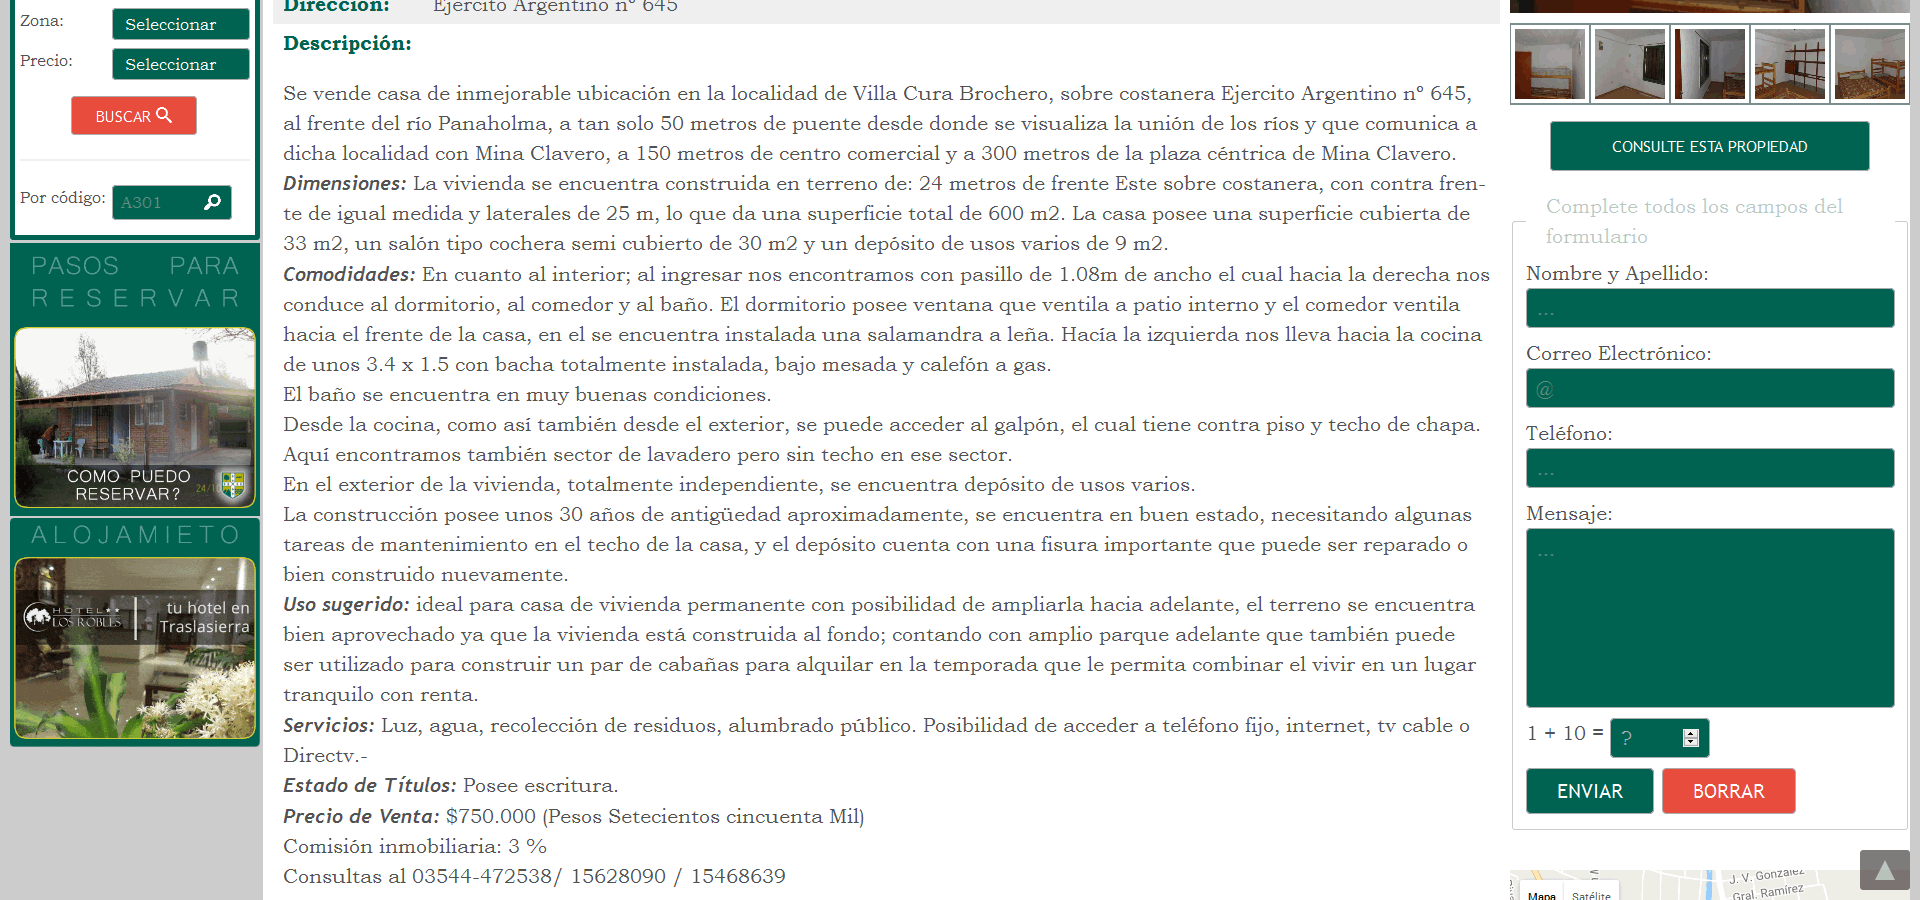 Zona:
Seleccionar
Precio:
Seleccionar
BUSCAR
Por código:
A301
PASOS PARA
RESERVAR
COMO PUEDO
RESERVAR?
ALOJAMIETO
HOTEL★★
LOS ROBLES
tu hotel en
Traslasierra
Dirección: Ejercito Argentino nº 645
Descripción:
Se vende casa de inmejorable ubicación en la localidad de Villa Cura Brochero, sobre costanera Ejercito Argentino nº 645,
al frente del río Panaholma, a tan solo 50 metros de puente desde donde se visualiza la unión de los ríos y que comunica a
dicha localidad con Mina Clavero, a 150 metros de centro comercial y a 300 metros de la plaza céntrica de Mina Clavero.
Dimensiones: La vivienda se encuentra construida en terreno de: 24 metros de frente Este sobre costanera, con contra fren-
te de igual medida y laterales de 25 m, lo que da una superficie total de 600 m2. La casa posee una superficie cubierta de
33 m2, un salón tipo cochera semi cubierto de 30 m2 y un depósito de usos varios de 9 m2.
Comodidades: En cuanto al interior; al ingresar nos encontramos con pasillo de 1.08m de ancho el cual hacia la derecha nos
conduce al dormitorio, al comedor y al baño. El dormitorio posee ventana que ventila a patio interno y el comedor ventila
hacia el frente de la casa, en el se encuentra instalada una salamandra a leña. Hacía la izquierda nos lleva hacia la cocina
de unos 3.4 x 1.5 con bacha totalmente instalada, bajo mesada y calefón a gas.
El baño se encuentra en muy buenas condiciones.
Desde la cocina, como así también desde el exterior, se puede acceder al galpón, el cual tiene contra piso y techo de chapa.
Aquí encontramos también sector de lavadero pero sin techo en ese sector.
En el exterior de la vivienda, totalmente independiente, se encuentra depósito de usos varios.
La construcción posee unos 30 años de antigüedad aproximadamente, se encuentra en buen estado, necesitando algunas
tareas de mantenimiento en el techo de la casa, y el depósito cuenta con una fisura importante que puede ser reparado o
bien construido nuevamente.
Uso sugerido: ideal para casa de vivienda permanente con posibilidad de ampliarla hacia adelante, el terreno se encuentra
bien aprovechado ya que la vivienda está construida al fondo; contando con amplio parque adelante que también puede
ser utilizado para construir un par de cabañas para alquilar en la temporada que le permita combinar el vivir en un lugar
tranquilo con renta.
Servicios: Luz, agua, recolección de residuos, alumbrado público. Posibilidad de acceder a teléfono fijo, internet, tv cable o
Directv.-
Estado de Títulos: Posee escritura.
Precio de Venta: $750.000 (Pesos Setecientos cincuenta Mil)
Comisión inmobiliaria: 3 %
Consultas al 03544-472538/ 15628090 / 15468639
CONSULTE ESTA PROPIEDAD
Complete todos los campos del
formulario
Nombre y Apellido:
...
Correo Electrónico:
@
Teléfono:
...
Mensaje:
...
1 + 10 = ?
ENVIAR BORRAR
Mapa Satélite
J. V. González
Gral. Ramírez